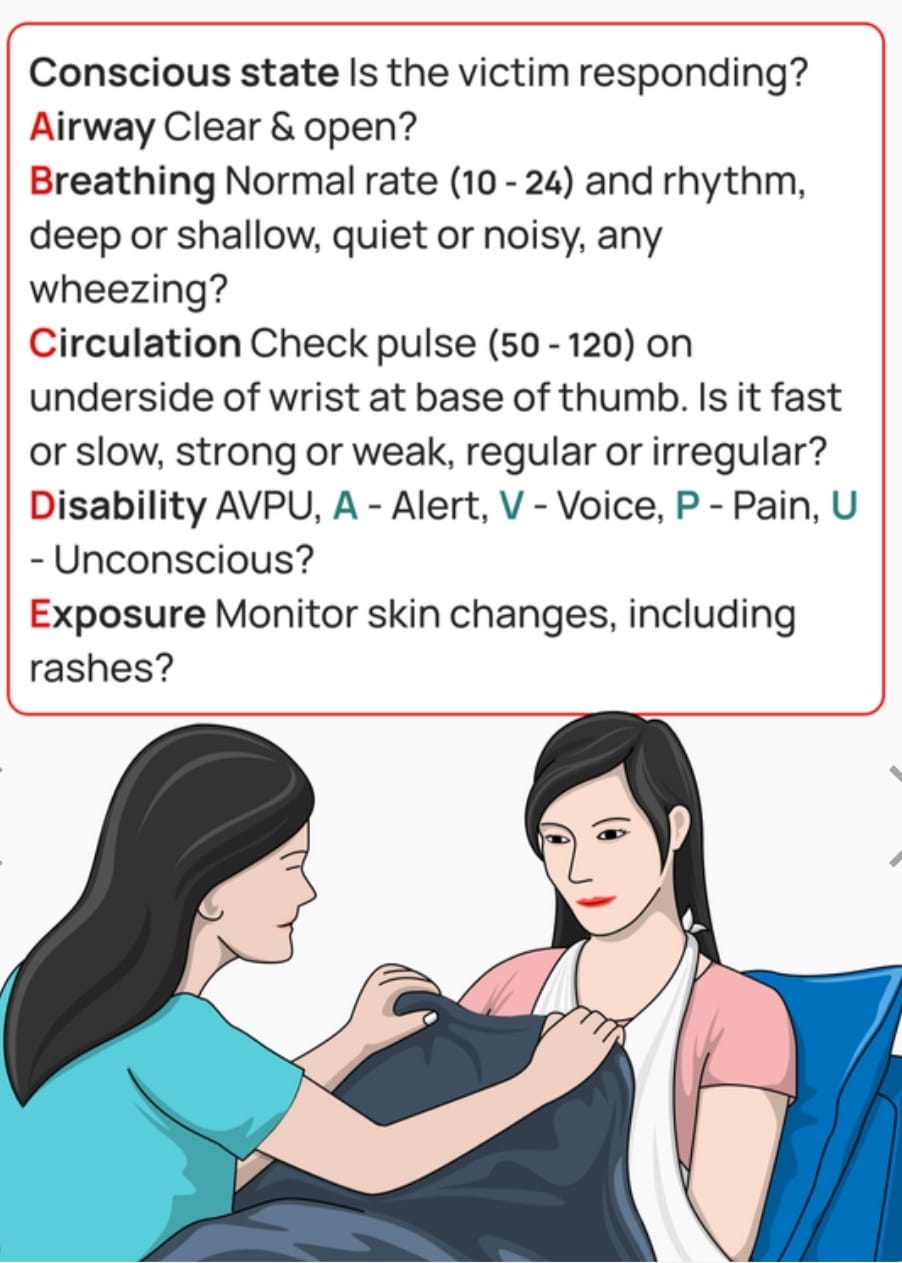 Conscious state Is the victim responding?
Airway Clear & open?
Breathing Normal rate (10 - 24) and rhythm,
deep or shallow, quiet or noisy, any
wheezing?
Circulation Check pulse (50 - 120) on
underside of wrist at base of thumb. Is it fast
or slow, strong or weak, regular or irregular?
Disability AVPU, A - Alert, V - Voice, P - Pain, U
- Unconscious?
Exposure Monitor skin changes, including
rashes?